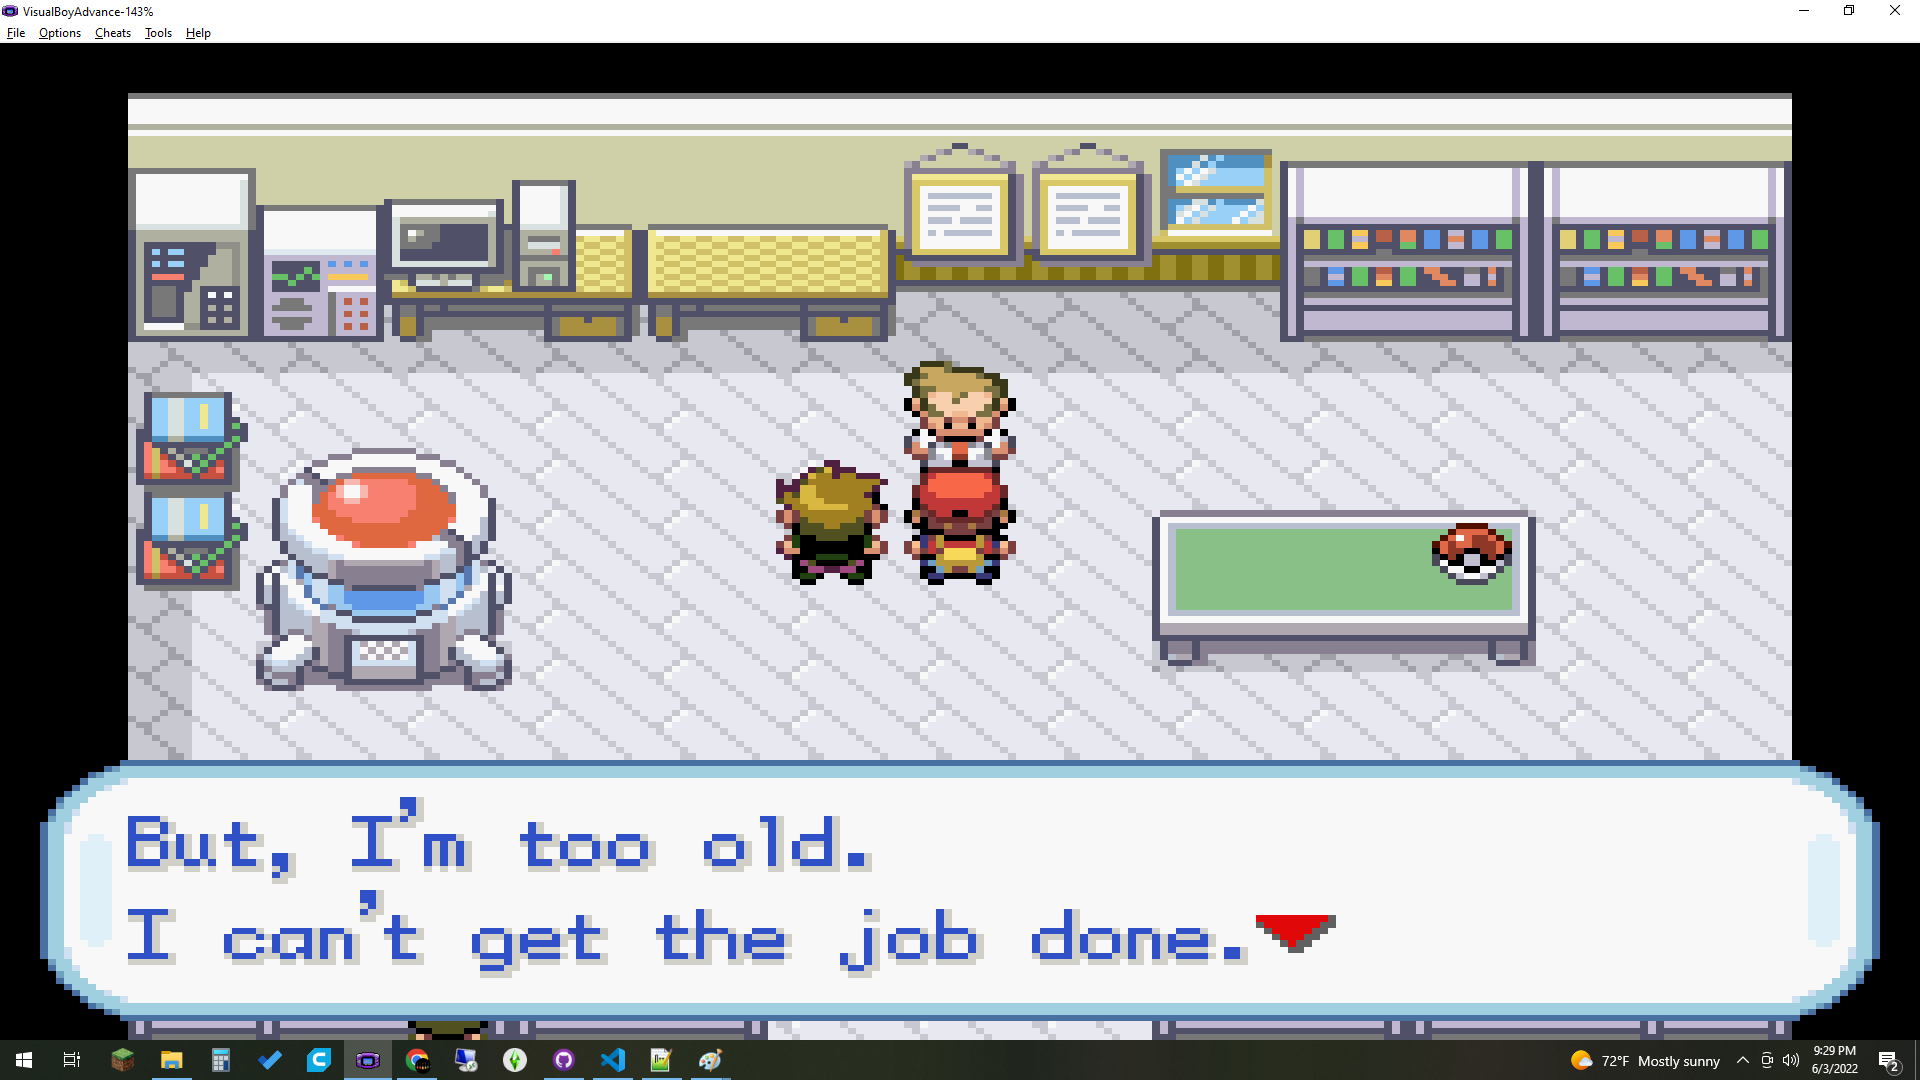 VisualBoyAdvance-143%
File Options Cheats Tools Help
But, I'm too old.
I can't get the job done.
72°F Mostly sunny
9:29 PM
6/3/2022
2